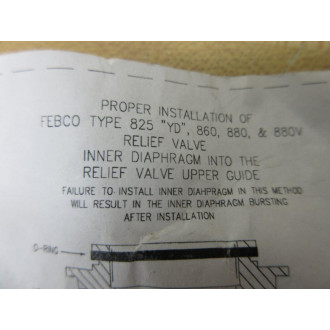 PROPER INSTALLATION OF
FEBCO TYPE 825 "YD", 860, 880, & 880V
RELIEF VALVE
INNER DIAPHRAGM INTO THE
RELIEF VALVE UPPER GUIDE
FAILURE TO INSTALL INNER DIAHPRAGM IN THIS METHOD
WILL RESULT IN THE INNER DIAPHRAGM BURSTING
AFTER INSTALLATION
O-RING